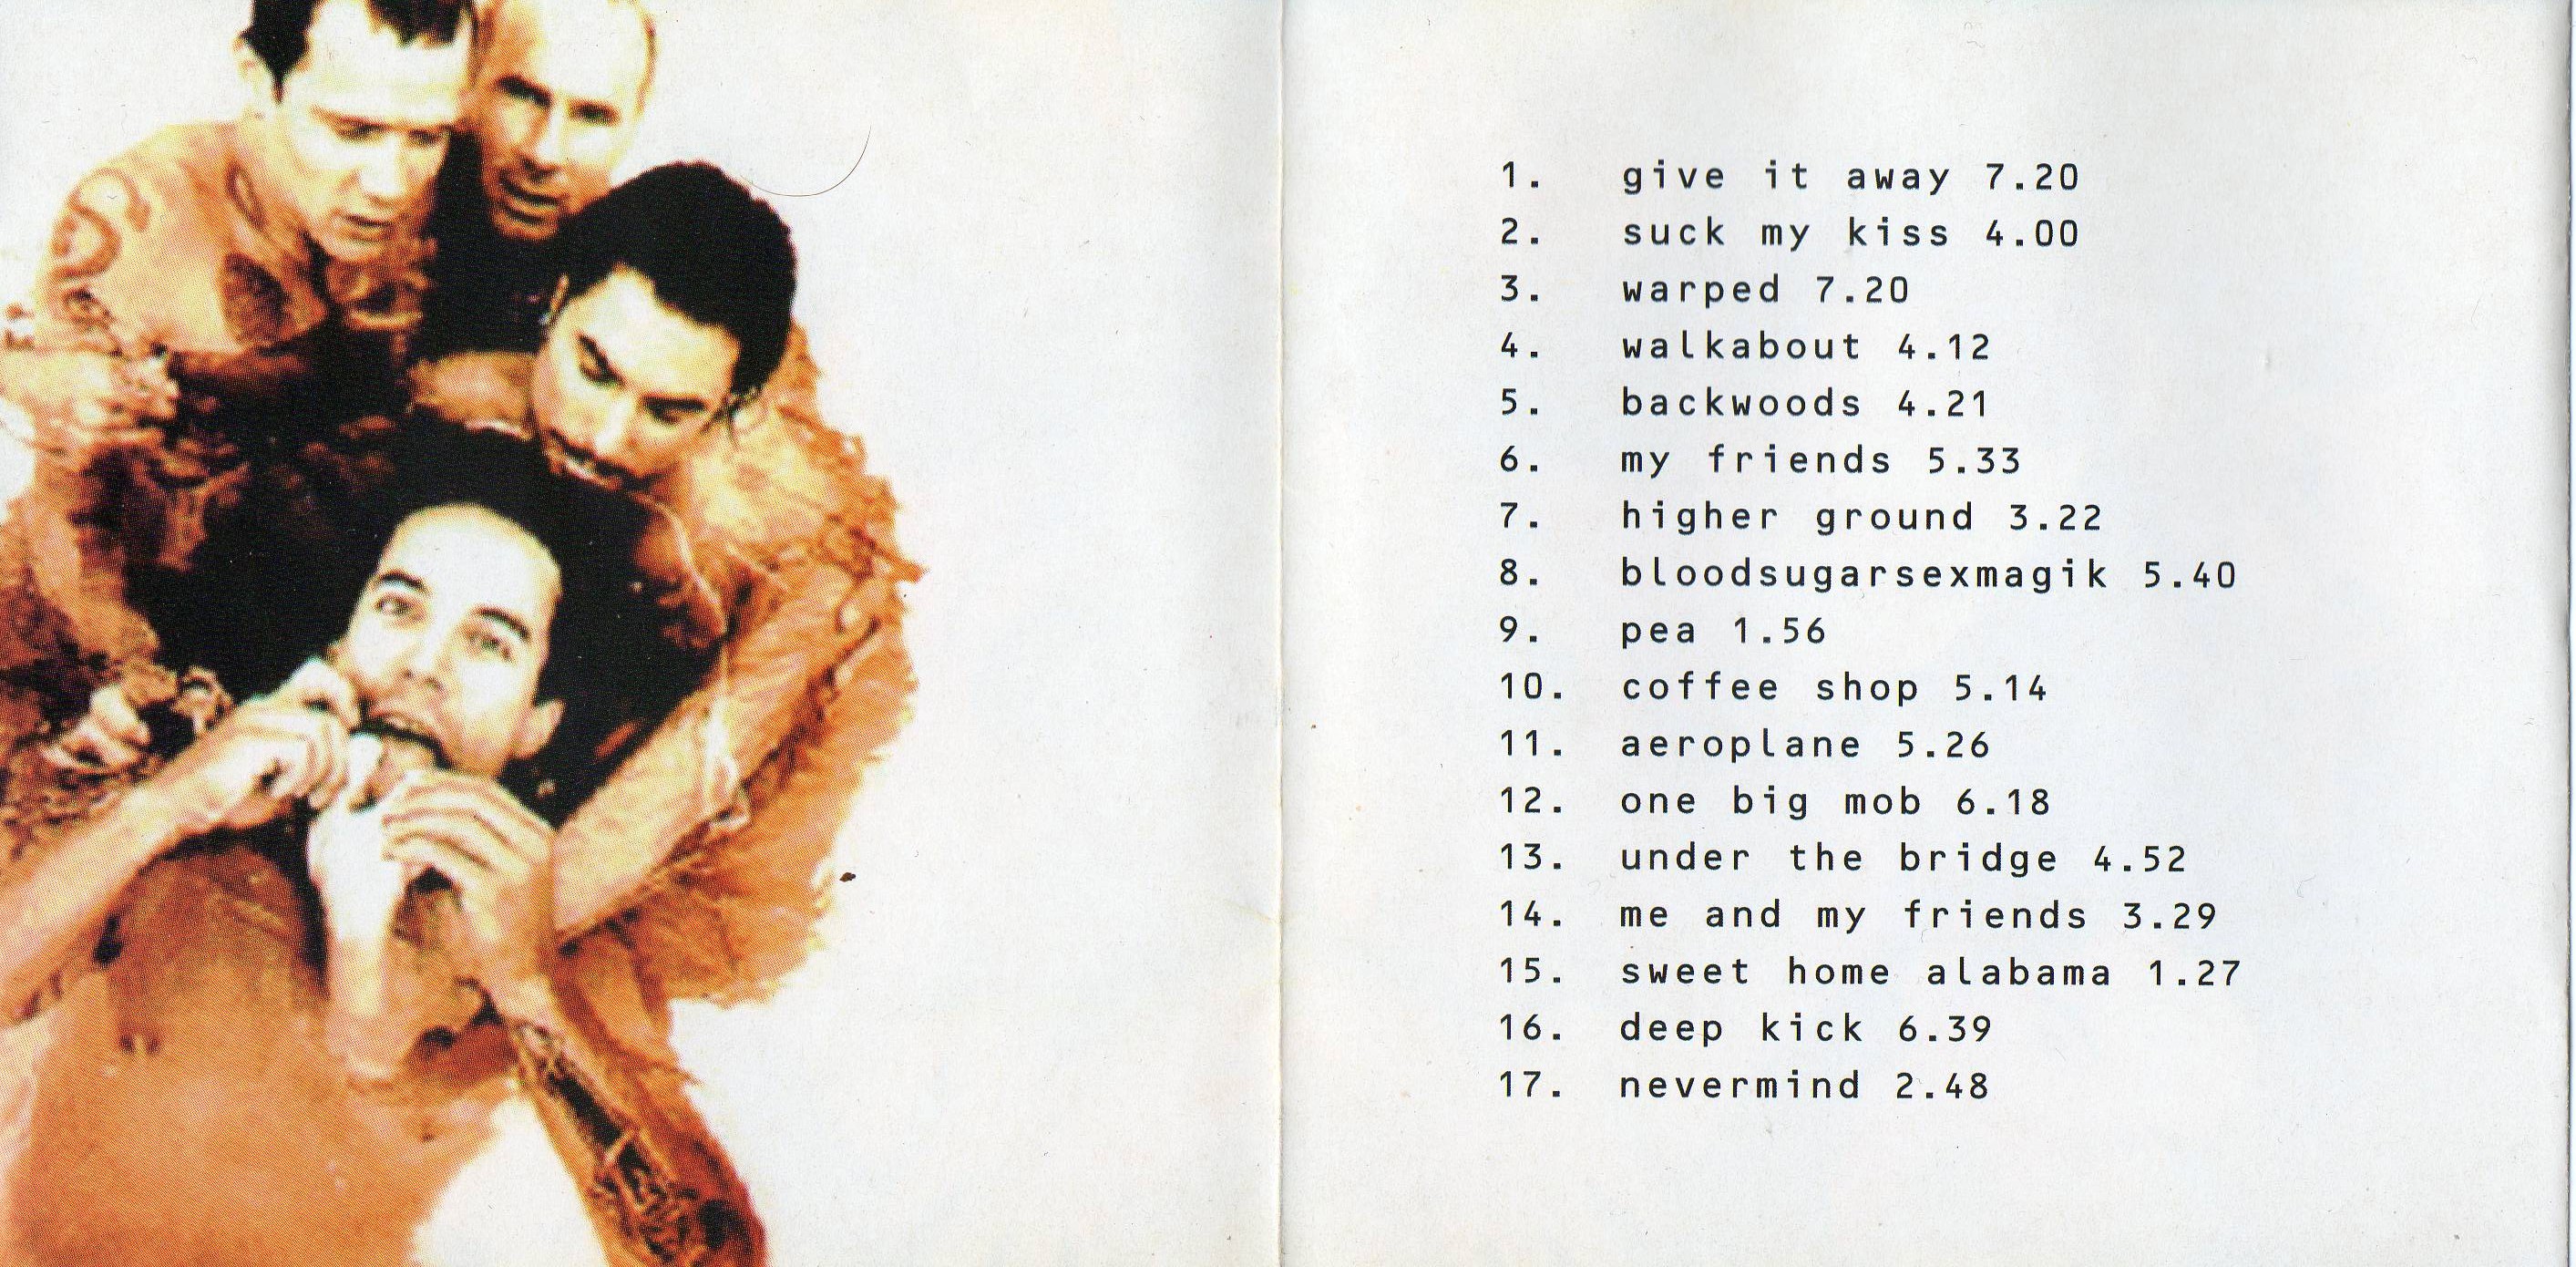 1. give it away 7.20
2. suck my kiss 4.00
3. warped 7.20
4. walkabout 4.12
5. backwoods 4.21
6. my friends 5.33
7. higher ground 3.22
8. bloodsugarsexmagik 5.40
9. pea 1.56
10. coffee shop 5.14
11. aeroplane 5.26
12. one big mob 6.18
13. under the bridge 4.52
14. me and my friends 3.29
15. sweet home alabama 1.27
16. deep kick 6.39
17. nevermind 2.48